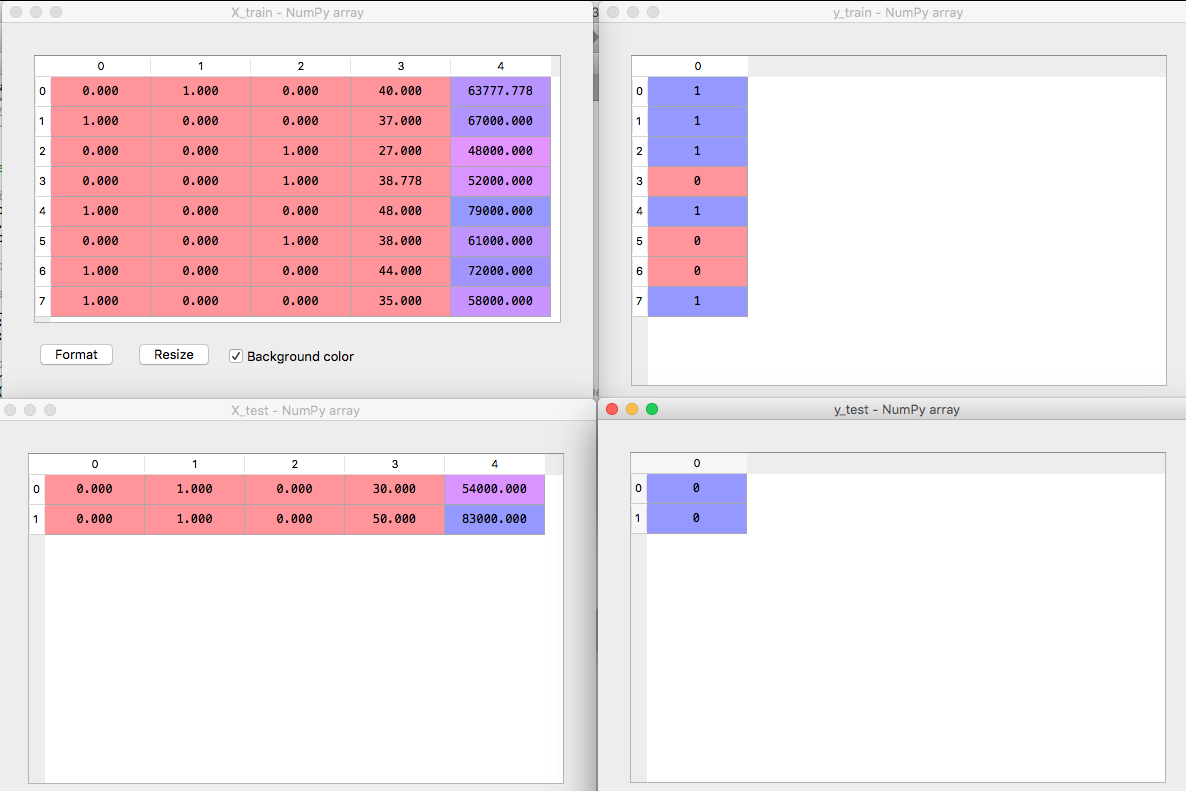 X_train - NumPy array
0 1 2 3 4
0 0.000 1.000 0.000 40.000 63777.778
1 1.000 0.000 0.000 37.000 67000.000
2 0.000 0.000 1.000 27.000 48000.000
3 0.000 0.000 1.000 38.778 52000.000
4 1.000 0.000 0.000 48.000 79000.000
5 0.000 0.000 1.000 38.000 61000.000
6 1.000 0.000 0.000 44.000 72000.000
7 1.000 0.000 0.000 35.000 58000.000
Format Resize Background color
y_train - NumPy array
0
0 1
1 1
2 1
3 0
4 1
5 0
6 0
7 1
X_test - NumPy array
0 1 2 3 4
0 0.000 1.000 0.000 30.000 54000.000
1 0.000 1.000 0.000 50.000 83000.000
y_test - NumPy array
0
0 0
1 0